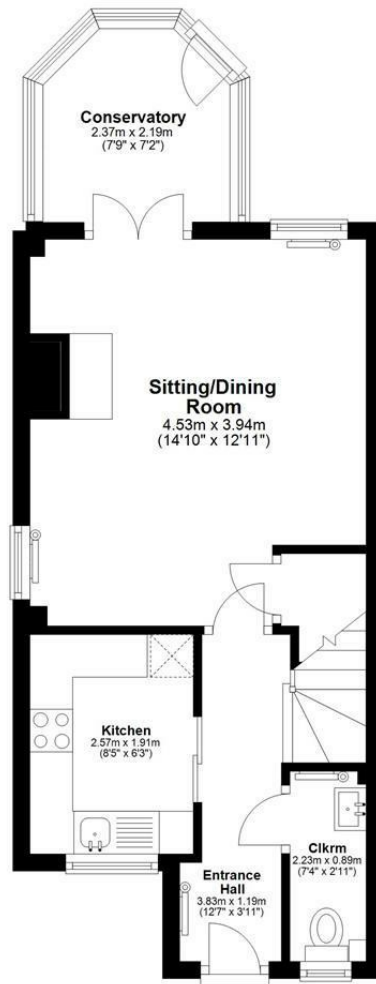 Conservatory
2.37m x 2.19m
(7'9" x 7'2")
Sitting/Dining
Room
4.53m x 3.94m
(14'10" x 12'11")
Kitchen
2.57m x 1.91m
(8'5" x 6'3")
Clkrm
2.23m x 0.89m
(7'4" x 2'11")
Entrance
Hall
3.83m x 1.19m
(12'7" x 3'11")